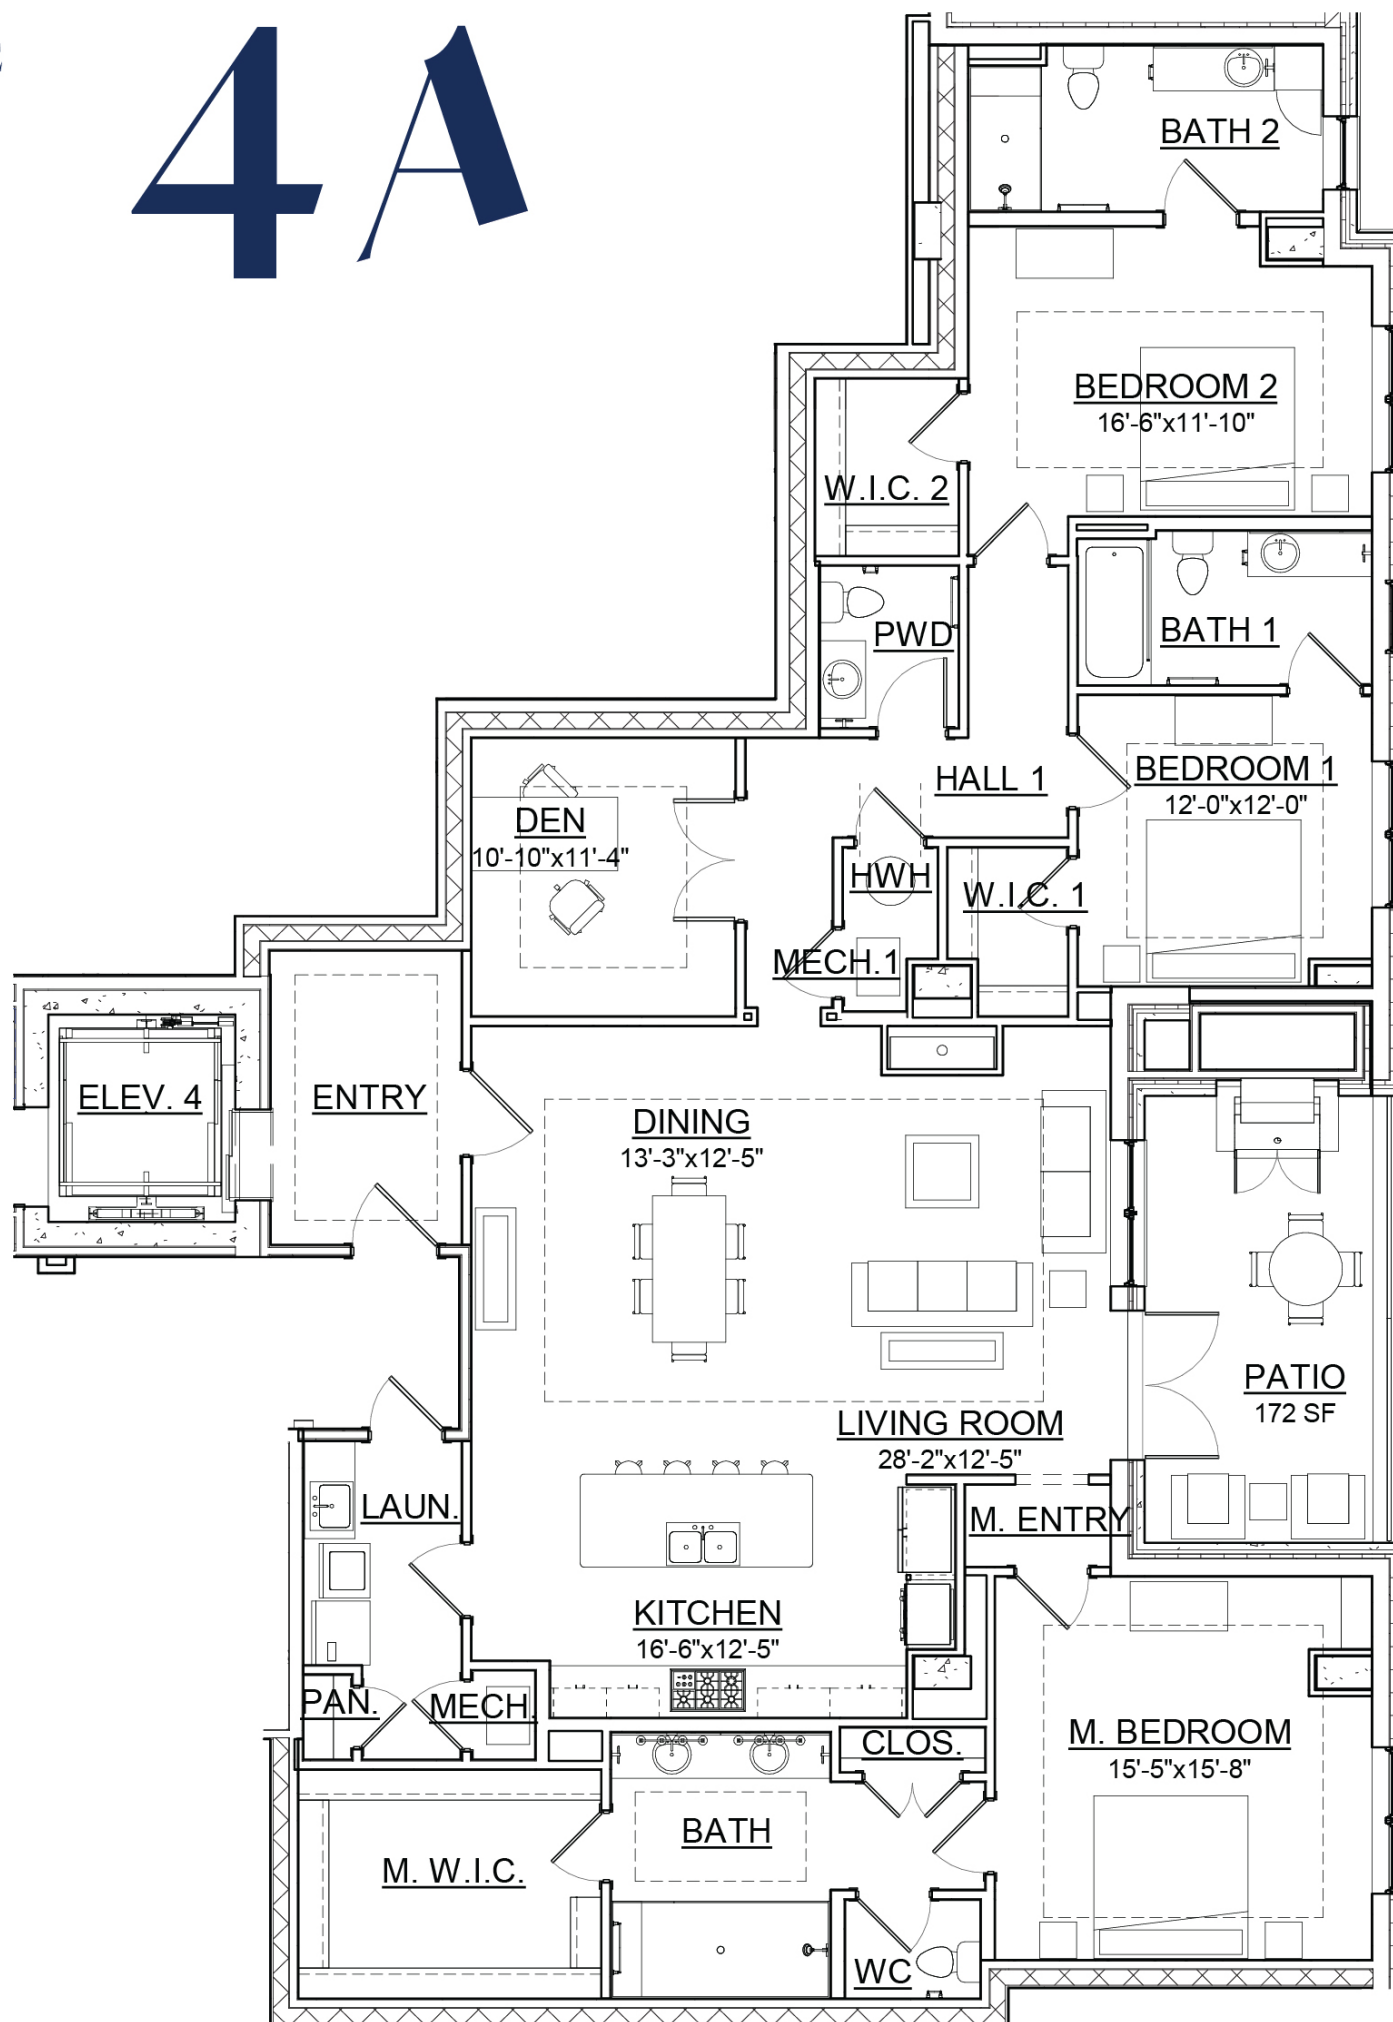 4A
BATH 2
BEDROOM 2
16'-6"x11'-10"
W.I.C. 2
PWD
BATH 1
HALL 1
BEDROOM 1
12'-0"x12'-0"
DEN
10'-10"x11'-4"
HWH
W.I.C. 1
MECH.1
ELEV. 4
ENTRY
DINING
13'-3"x12'-5"
PATIO
172 SF
LIVING ROOM
28'-2"x12'-5"
LAUN.
M. ENTRY
KITCHEN
16'-6"x12'-5"
PAN.
MECH.
CLOS.
M. BEDROOM
15'-5"x15'-8"
BATH
M. W.I.C.
WC